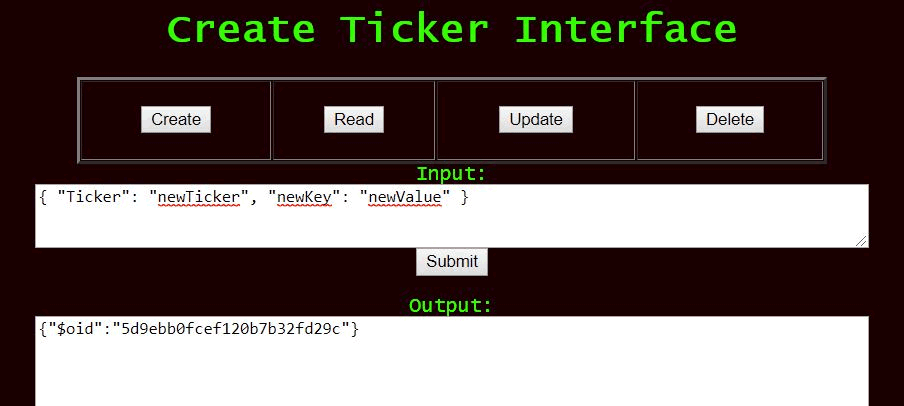 Create Ticker Interface
Create Read Update Delete
Input:
{ "Ticker": "newTicker", "newKey": "newValue" }
Submit
Output:
{"$oid":"5d9ebb0fcef120b7b32fd29c"}